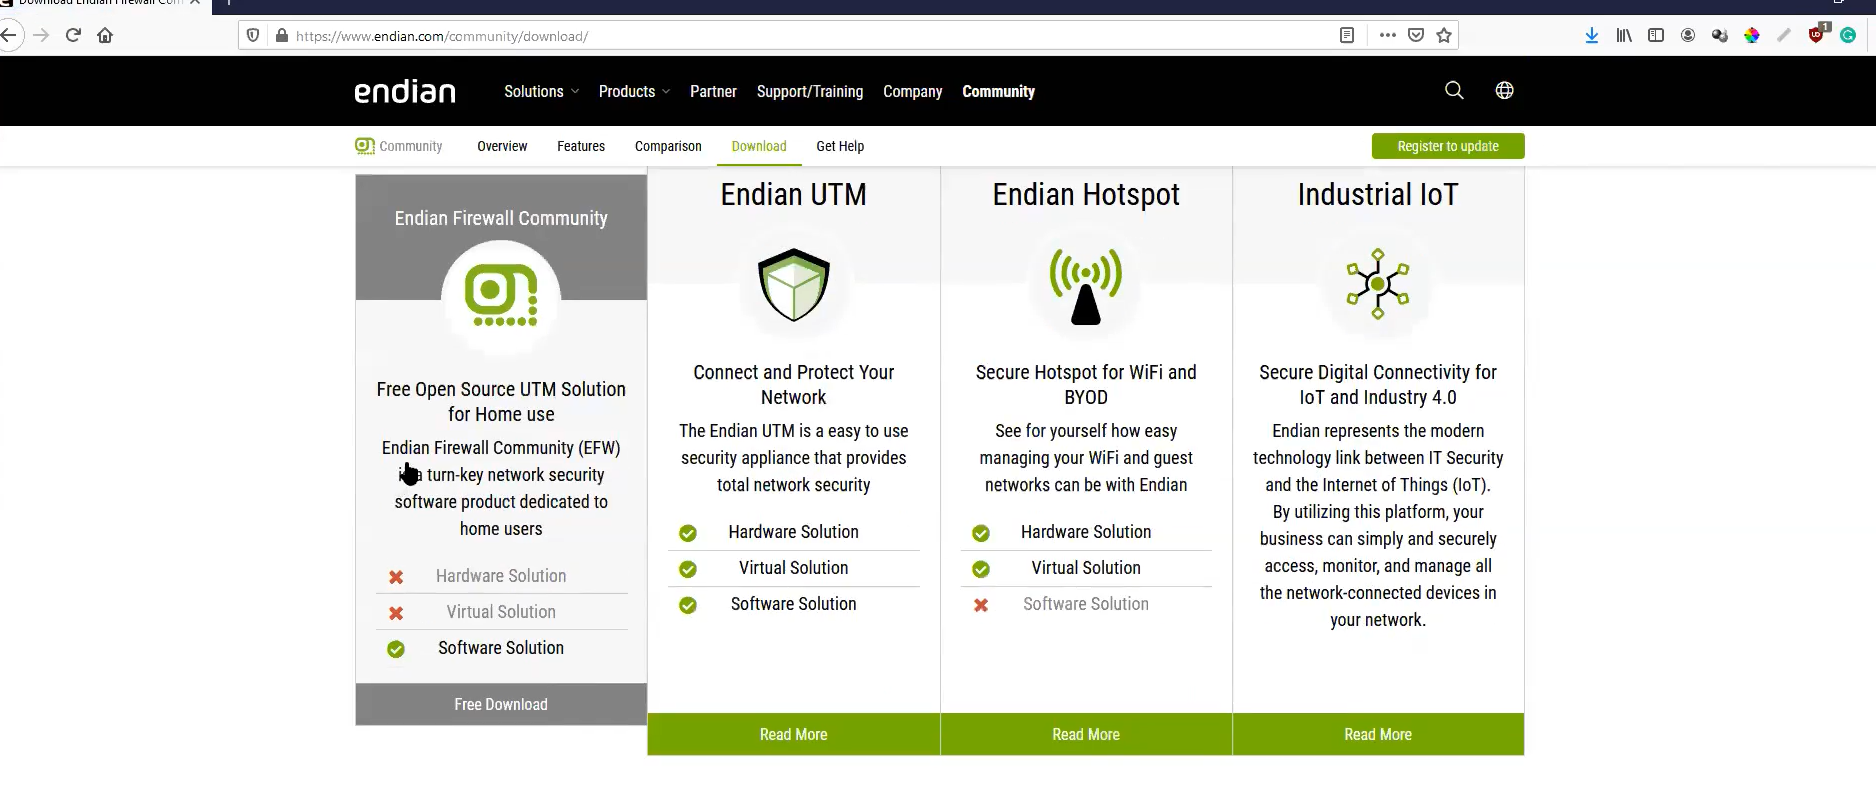 https://www.endian.com/community/download/
1
endian
Solutions
Products
Partner
Support/Training
Company
Community
Community
Overview
Features
Comparison
Download
Get Help
Register to update
Endian Firewall Community
Free Open Source UTM Solution
for Home use
Endian Firewall Community (EFW)
turn-key network security
software product dedicated to
home users
Hardware Solution
Virtual Solution
Software Solution
Free Download
Endian UTM
Connect and Protect Your
Network
The Endian UTM is a easy to use
security appliance that provides
total network security
Hardware Solution
Virtual Solution
Software Solution
Read More
Endian Hotspot
Secure Hotspot for WiFi and
BYOD
See for yourself how easy
managing your WiFi and guest
networks can be with Endian
Hardware Solution
Virtual Solution
Software Solution
Read More
Industrial IoT
Secure Digital Connectivity for
IoT and Industry 4.0
Endian represents the modern
technology link between IT Security
and the Internet of Things (IoT).
By utilizing this platform, your
business can simply and securely
access, monitor, and manage all
the network-connected devices in
your network.
Read More